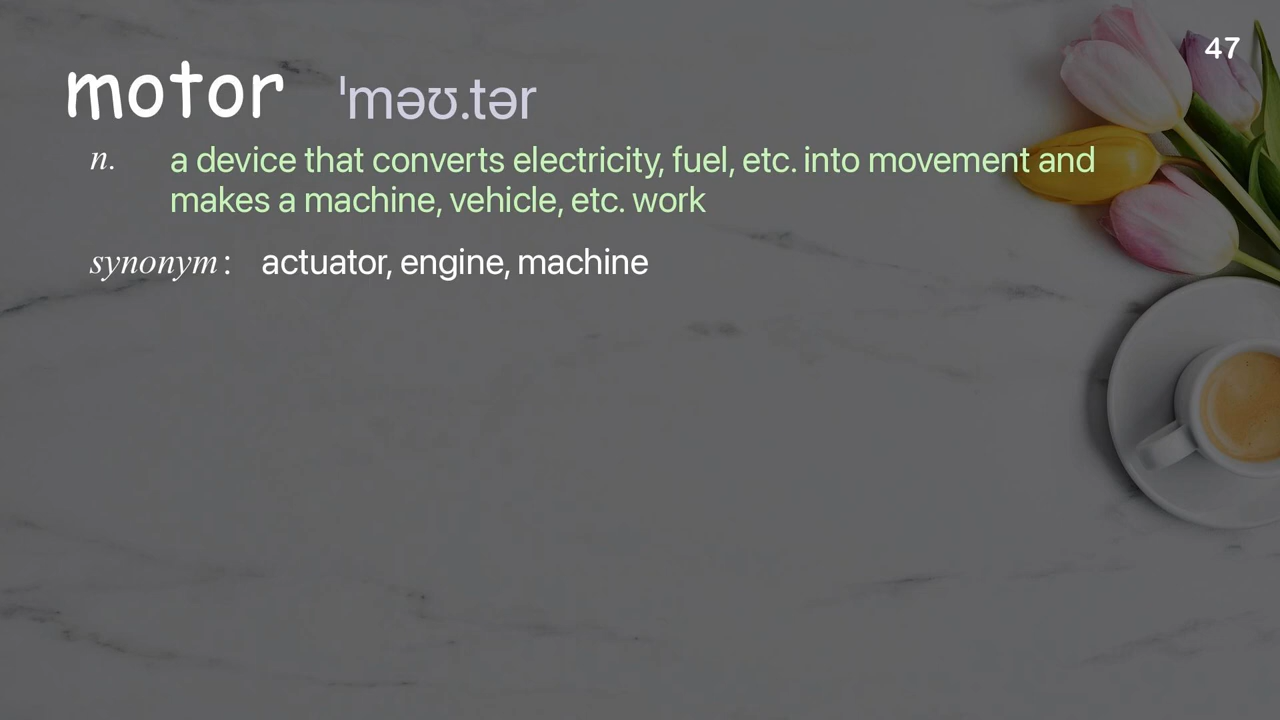 47
motor ˈməʊ.tər
n. a device that converts electricity, fuel, etc. into movement and
makes a machine, vehicle, etc. work
synonym : actuator, engine, machine